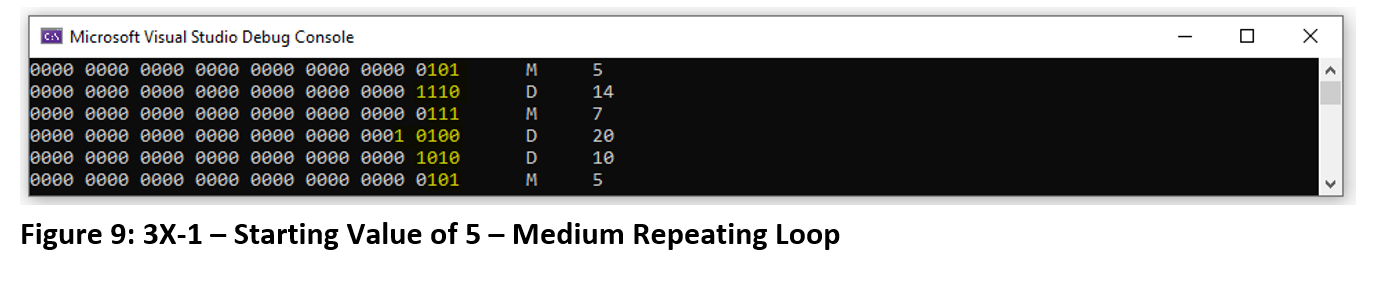 Microsoft Visual Studio Debug Console
0000 0000 0000 0000 0000 0000 0000 0101 M 5
0000 0000 0000 0000 0000 0000 0000 1110 D 14
0000 0000 0000 0000 0000 0000 0000 0111 M 7
0000 0000 0000 0000 0000 0000 0001 0100 D 20
0000 0000 0000 0000 0000 0000 0000 1010 D 10
0000 0000 0000 0000 0000 0000 0000 0101 M 5
Figure 9: 3X-1 – Starting Value of 5 – Medium Repeating Loop